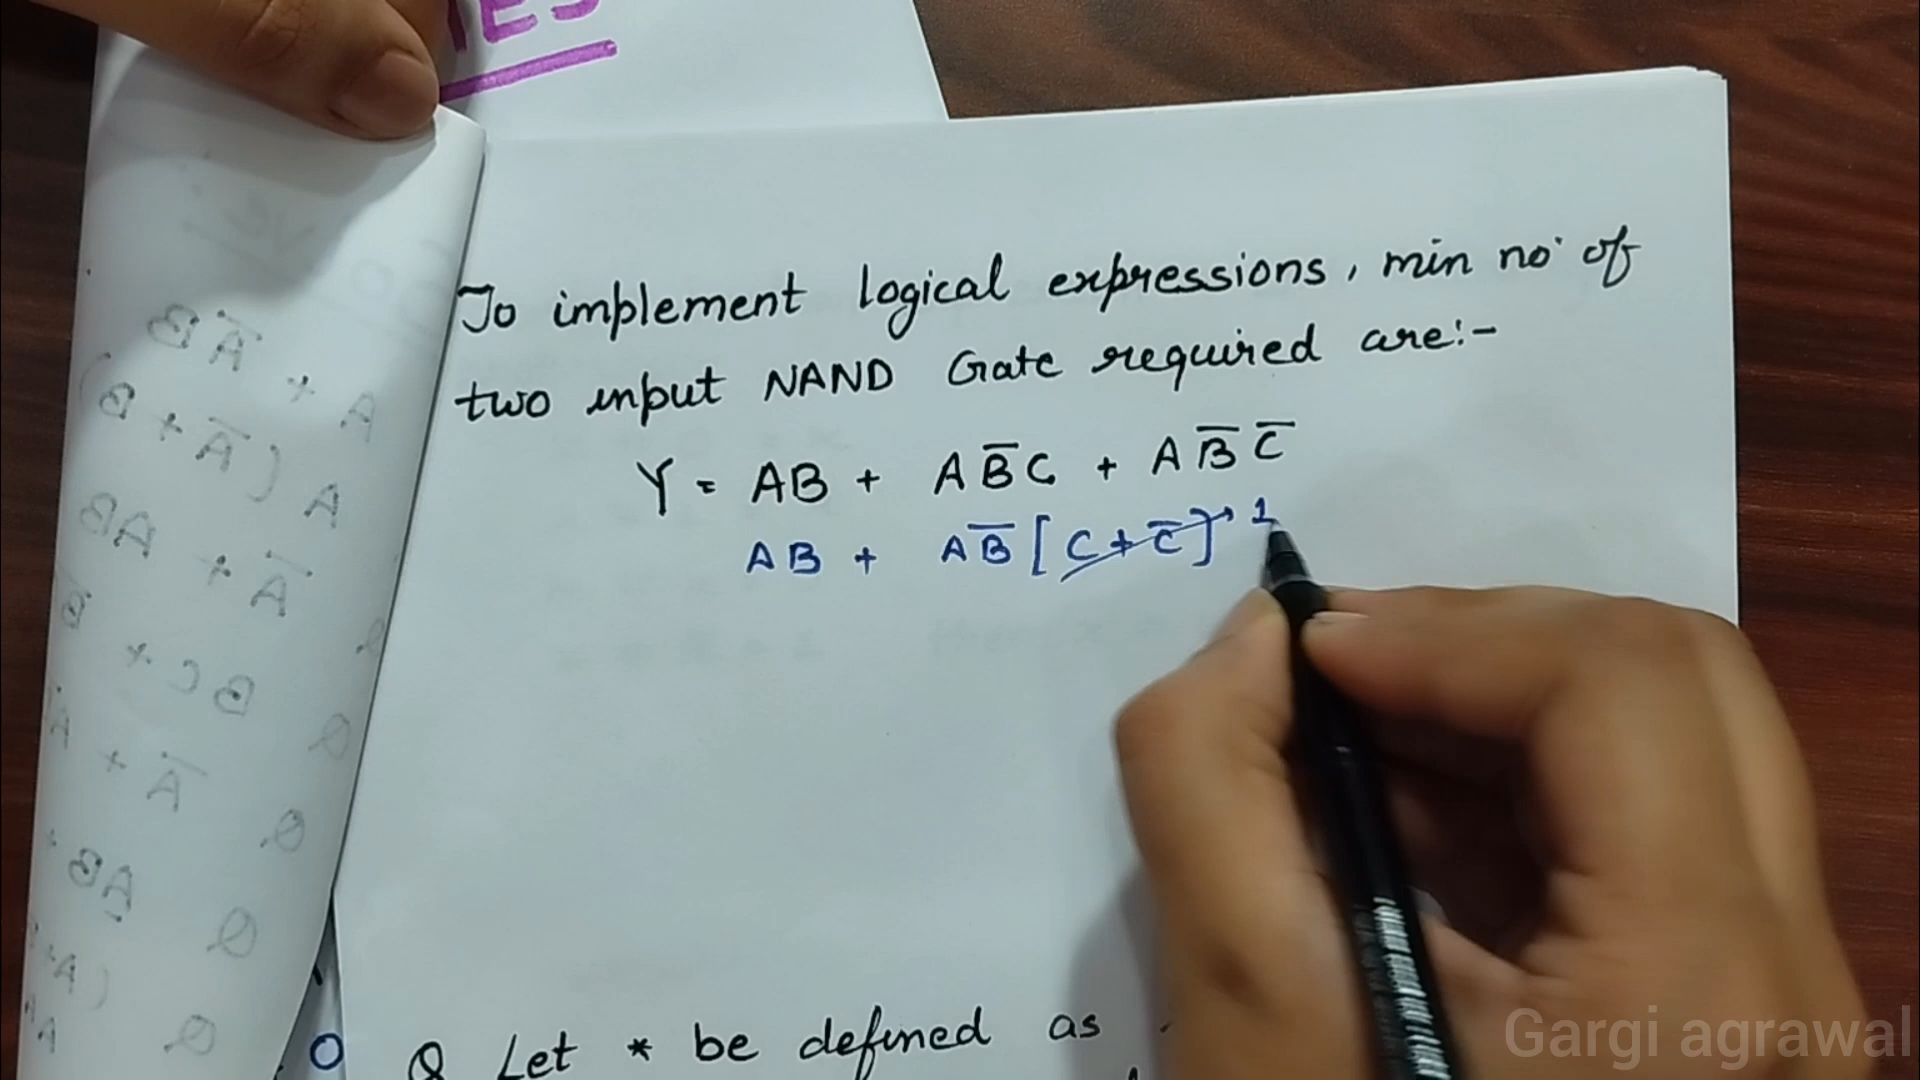 To implement logical expressions, min no. of
two input NAND Gate required are:-
Y = AB + AB̅C + AB̅C̅
AB + AB̅[C+C̅] → 1
Q Let * be defined as
Gargi agrawal